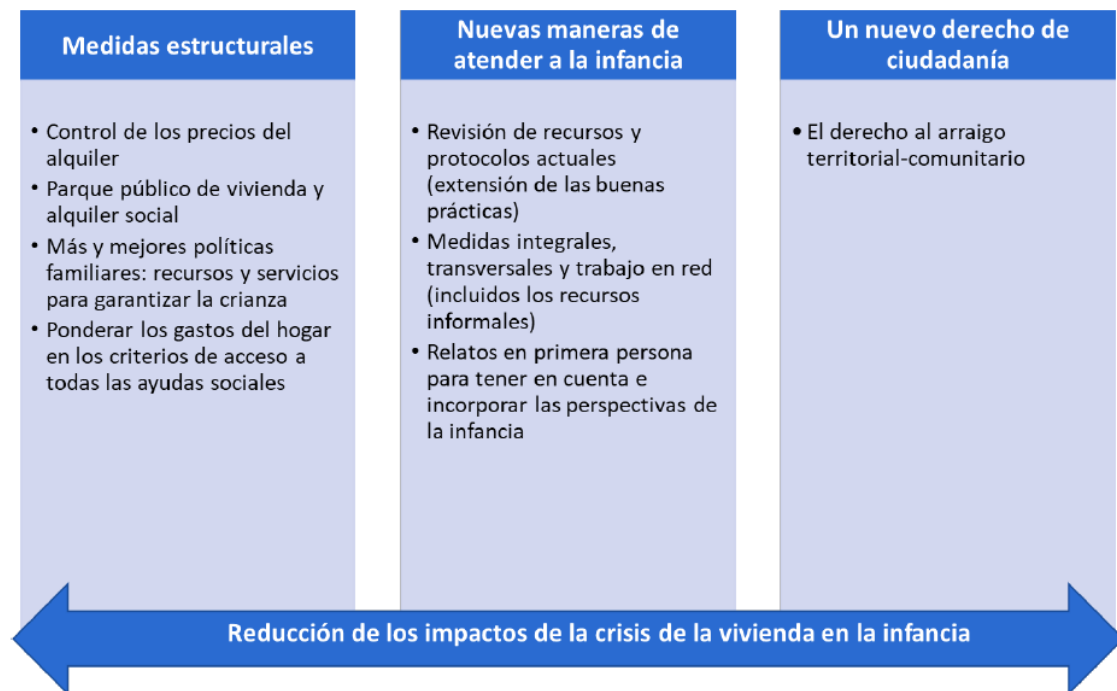 Medidas estructurales
• Control de los precios del
alquiler
• Parque público de vivienda y
alquiler social
• Más y mejores políticas
familiares: recursos y servicios
para garantizar la crianza
• Ponderar los gastos del hogar
en los criterios de acceso a
todas las ayudas sociales
Nuevas maneras de
atender a la infancia
• Revisión de recursos y
protocolos actuales
(extensión de las buenas
prácticas)
• Medidas integrales,
transversales y trabajo en red
(incluidos los recursos
informales)
• Relatos en primera persona
para tener en cuenta e
incorporar las perspectivas de
la infancia
Un nuevo derecho de
ciudadanía
• El derecho al arraigo
territorial-comunitario
Reducción de los impactos de la crisis de la vivienda en la infancia